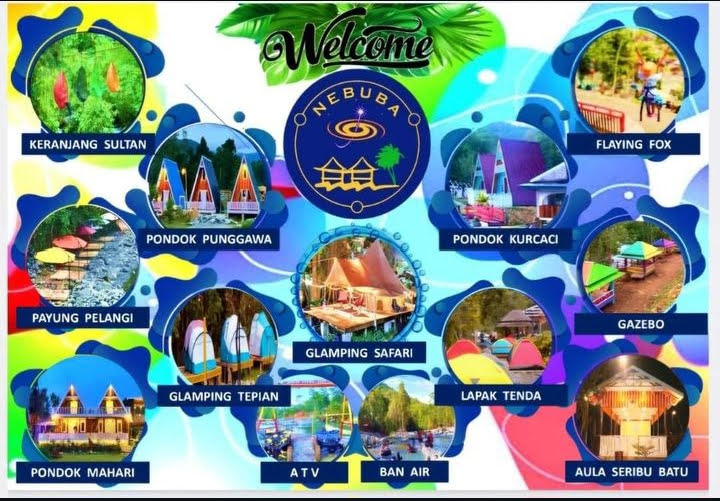 Welcome
NEBUBA
KERANJANG SULTAN
FLAYING FOX
PONDOK PUNGGAWA
PONDOK KURCACI
PAYUNG PELANGI
GAZEBO
GLAMPING SAFARI
GLAMPING TEPIAN
LAPAK TENDA
PONDOK MAHARI
ATV
BAN AIR
AULA SERIBU BATU